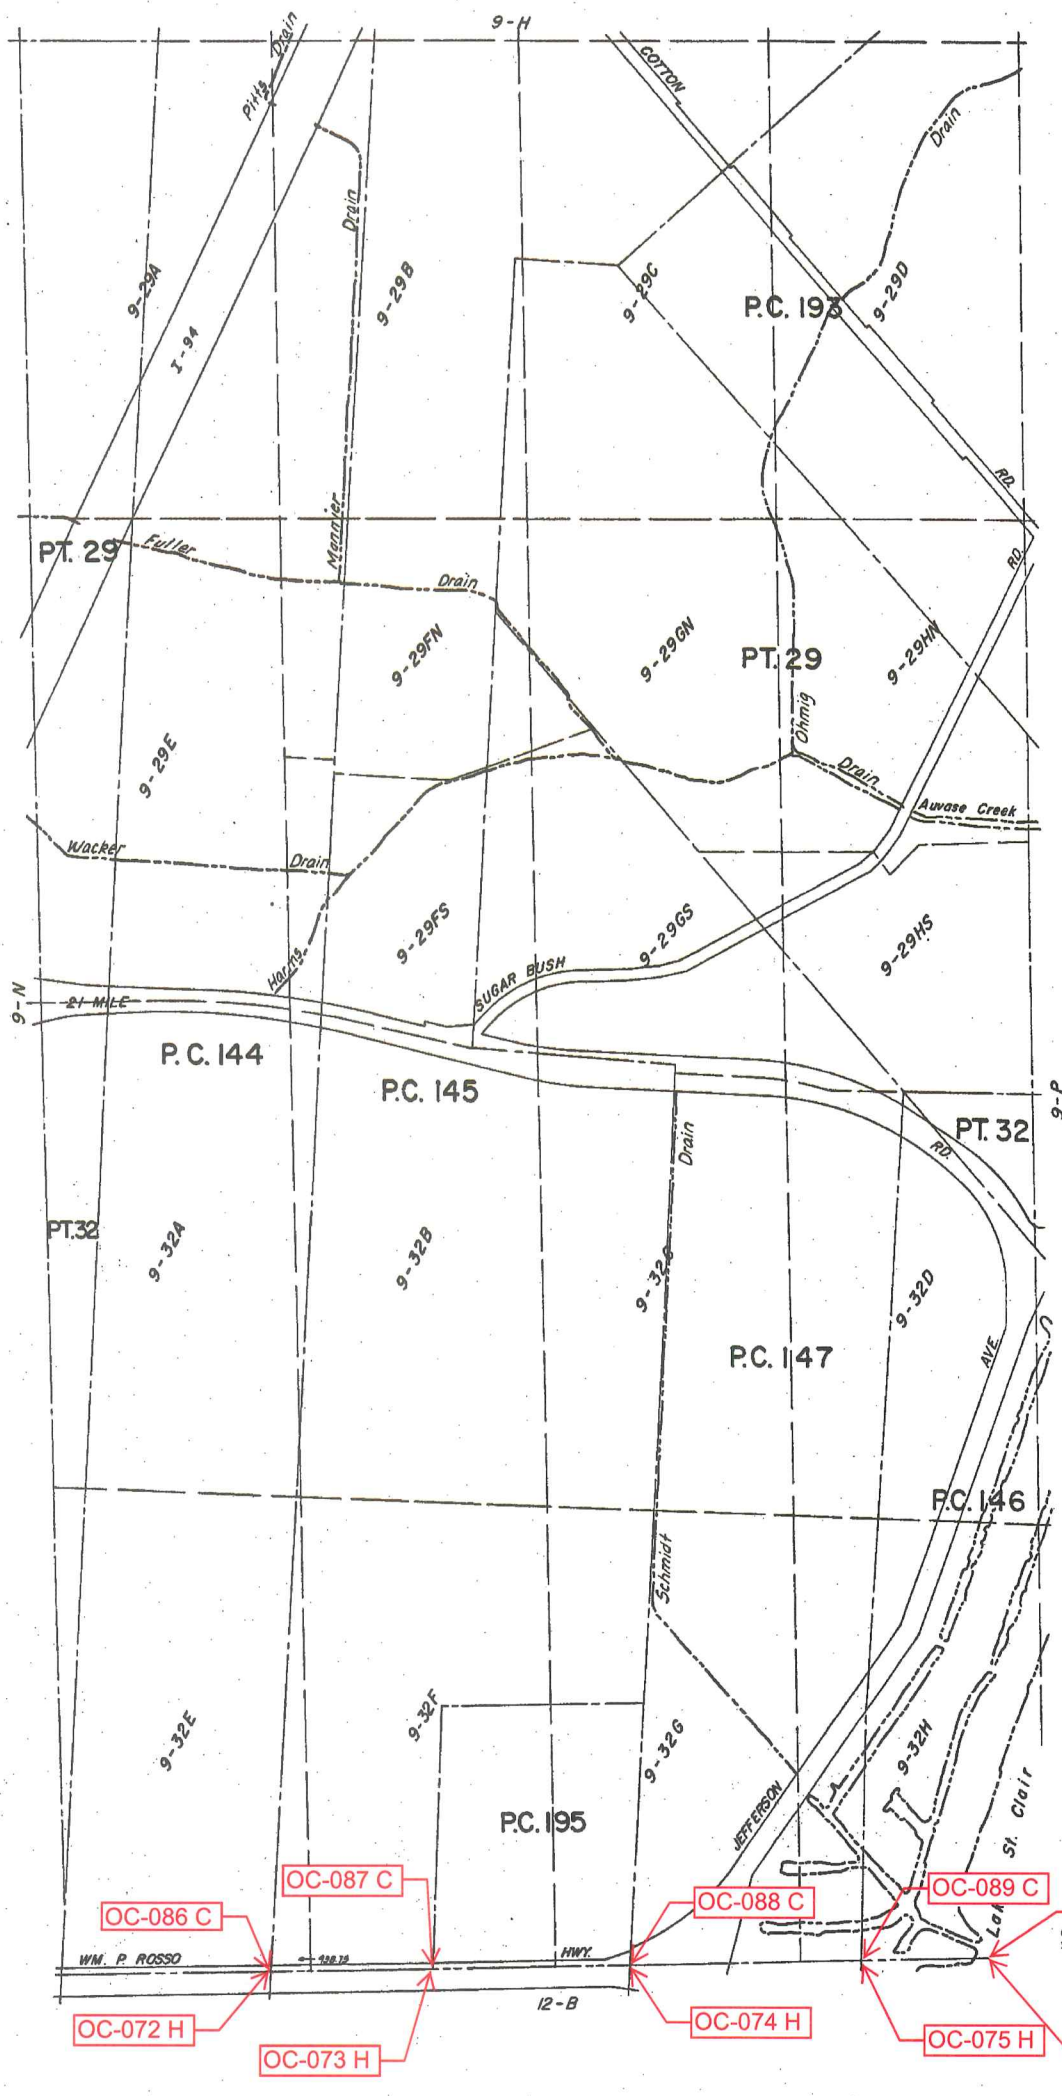 9-H
Pitts Drain
COTTON
Drain
Drain
9-29A
9-29B
9-29C
9-29D
P.C. 193
I-94
RD.
PT. 29
Fuller
Monnier
Drain
RD.
9-29FN
9-29GN
PT. 29
9-29HN
9-29E
Ohmig
Drain
Auvase Creek
Wacker
Drain
9-29FS
9-29GS
9-29HS
Harms
SUGAR BUSH
9-N
21 MILE
P.C. 144
P.C. 145
9-P
PT. 32
RD.
Drain
PT. 32
9-32A
9-32B
9-32C
9-32D
P.C. 147
AVE.
P.C. 146
Schmidt
9-32E
9-32F
9-32G
9-32H
P.C. 195
JEFFERSON
St. Clair
OC-087 C
OC-088 C
OC-089 C
OC-086 C
WM. P. ROSSO
HWY.
12-B
OC-072 H
OC-073 H
OC-074 H
OC-075 H